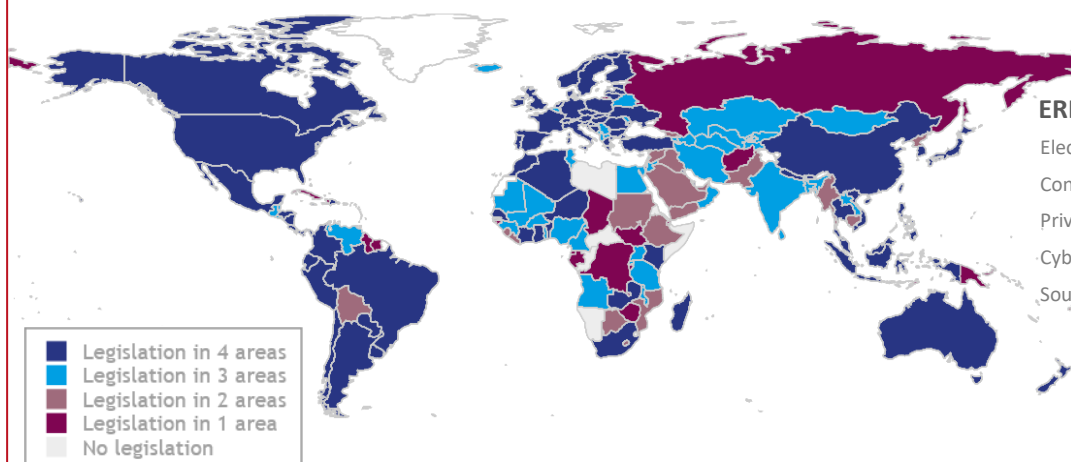 Legislation in 4 areas
Legislation in 3 areas
Legislation in 2 areas
Legislation in 1 area
No legislation